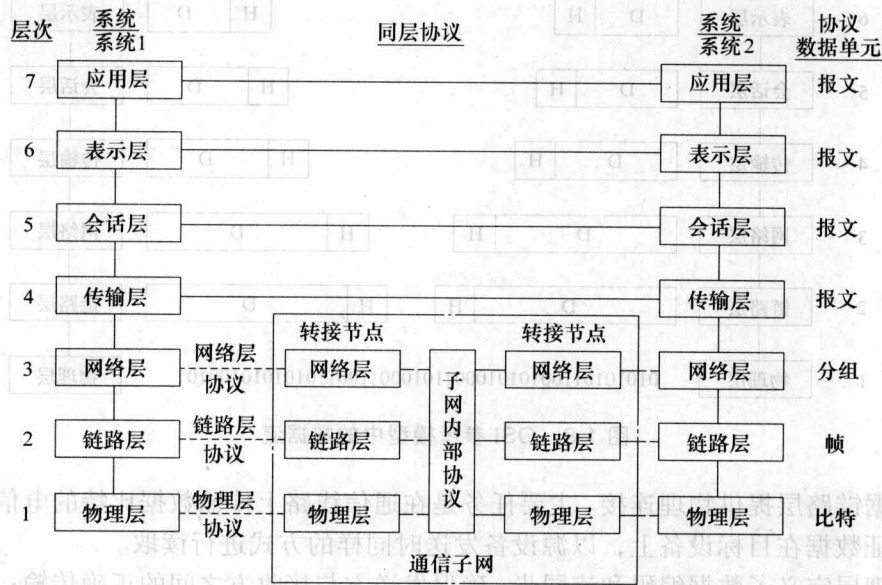 层次 系统 同层协议 系统 协议
系统1 系统2 数据单元
7 应用层 应用层 报文
6 表示层 表示层 报文
5 会话层 会话层 报文
4 传输层 传输层 报文
转接节点 转接节点
3 网络层 网络层 网络层 网络层 网络层 分组
协议
子网内部协议
2 链路层 链路层 链路层 链路层 链路层 帧
协议
1 物理层 物理层 物理层 物理层 物理层 比特
协议
通信子网